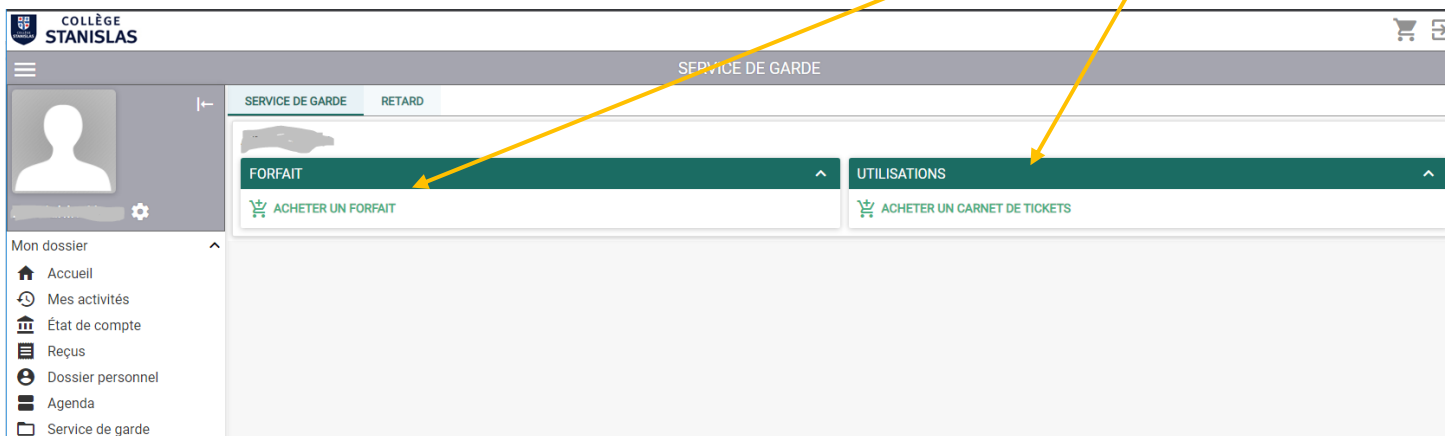 COLLÈGE
STANISLAS
SERVICE DE GARDE
SERVICE DE GARDE RETARD
FORFAIT
ACHETER UN FORFAIT
UTILISATIONS
ACHETER UN CARNET DE TICKETS
Mon dossier
Accueil
Mes activités
État de compte
Reçus
Dossier personnel
Agenda
Service de garde